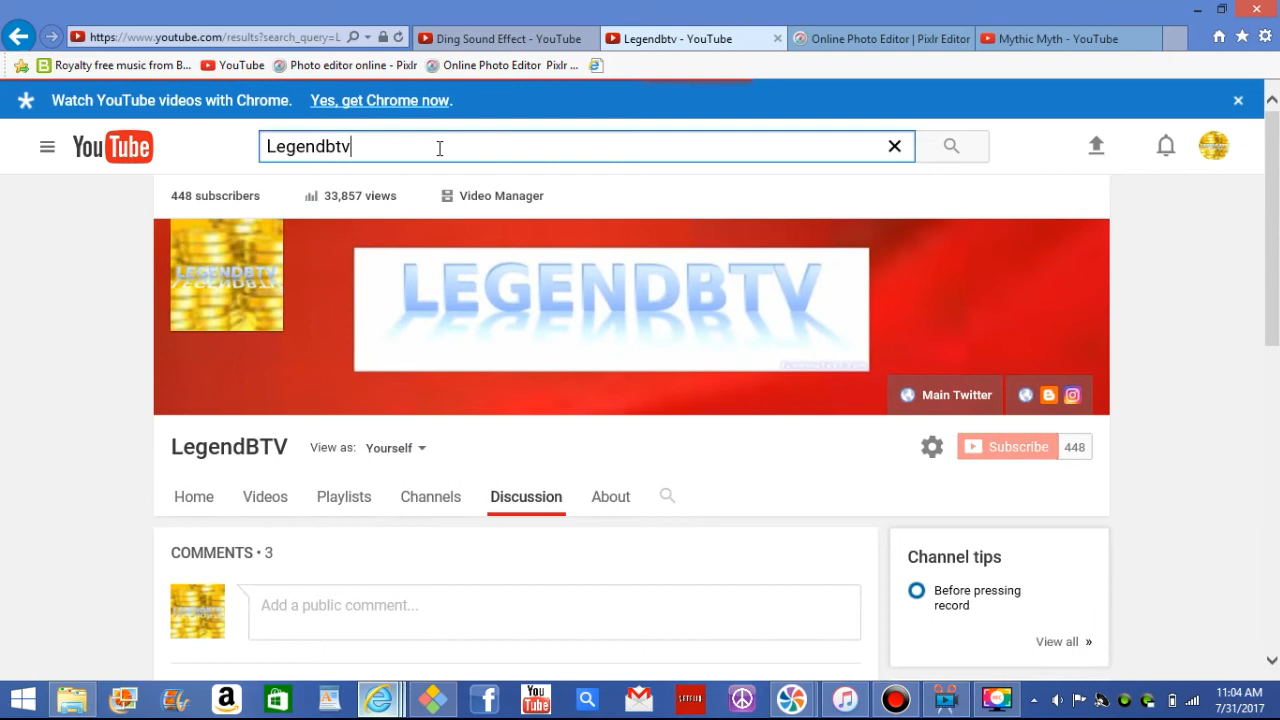 https://www.youtube.com/results?search_query=L
Ding Sound Effect - YouTube
Legendbtv - YouTube
Online Photo Editor | Pixlr Editor
Mythic Myth - YouTube
Royalty free music from B...
YouTube
Photo editor online - Pixlr
Online Photo Editor Pixlr ...
Watch YouTube videos with Chrome. Yes, get Chrome now.
YouTube
Legendbtv
448 subscribers
33,857 views
Video Manager
LEGENDBTV
LEGENDBTV
Main Twitter
LegendBTV
View as: Yourself
Subscribe 448
Home
Videos
Playlists
Channels
Discussion
About
COMMENTS • 3
Add a public comment...
Channel tips
Before pressing
record
View all »
You
Tube
NETFLIX
11:04 AM
7/31/2017